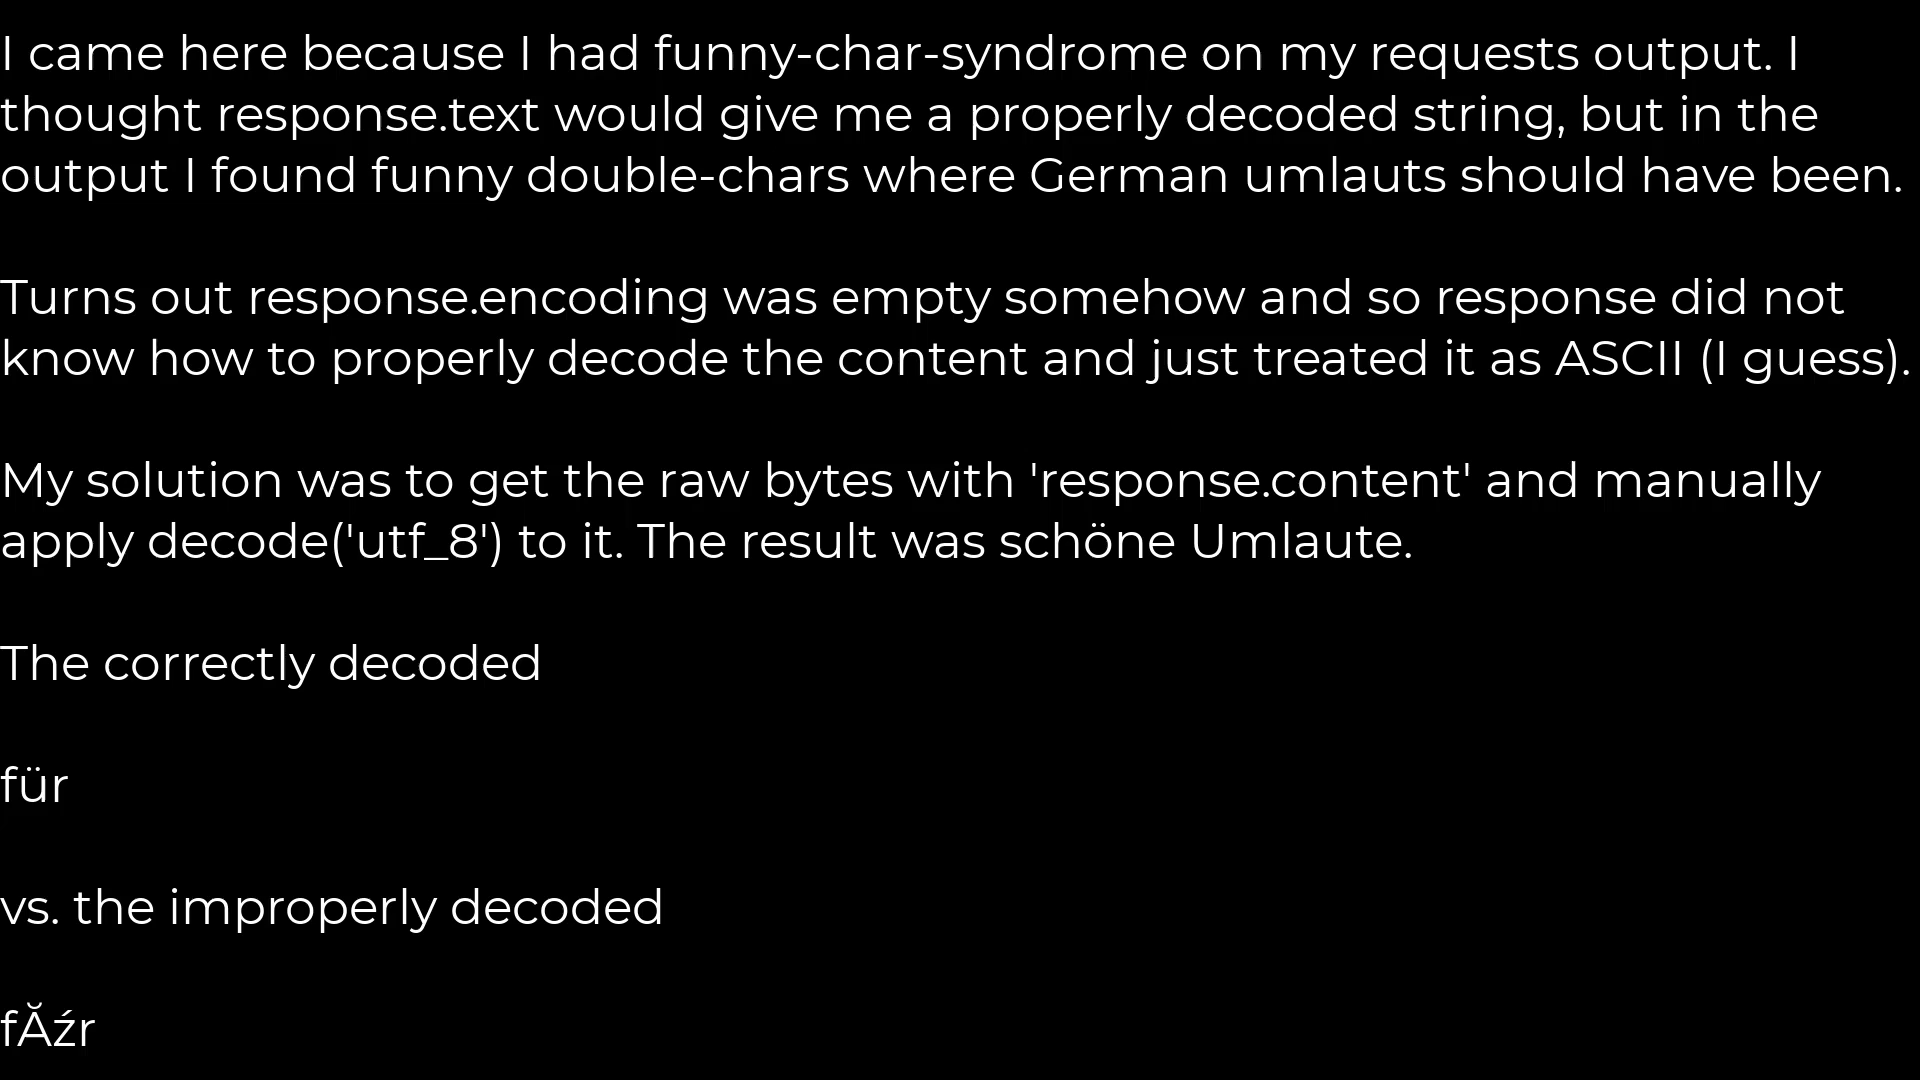 I came here because I had funny-char-syndrome on my requests output. I
thought response.text would give me a properly decoded string, but in the
output I found funny double-chars where German umlauts should have been.
Turns out response.encoding was empty somehow and so response did not
know how to properly decode the content and just treated it as ASCII (I guess).
My solution was to get the raw bytes with 'response.content' and manually
apply decode('utf_8') to it. The result was schöne Umlaute.
The correctly decoded
für
vs. the improperly decoded
fĂźr